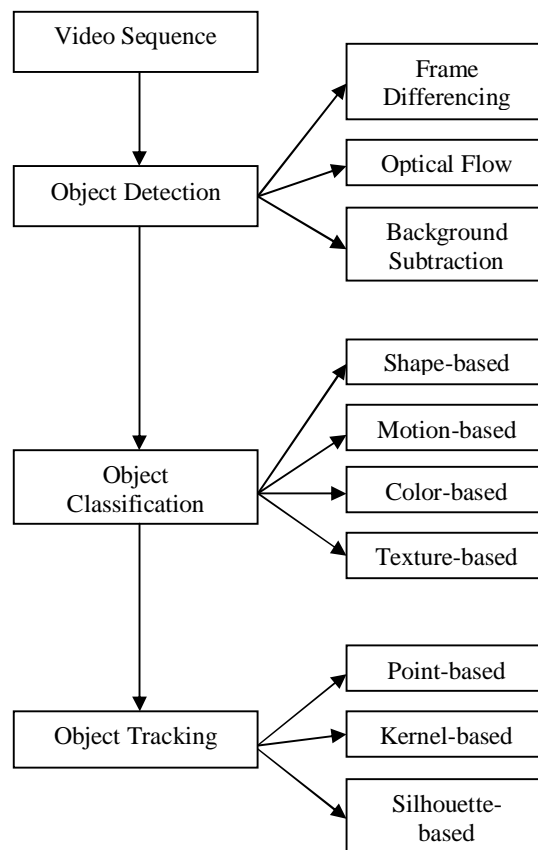 Video Sequence
Frame
Differencing
Object Detection
Optical Flow
Background
Subtraction
Object
Classification
Shape-based
Motion-based
Color-based
Texture-based
Object Tracking
Point-based
Kernel-based
Silhouette-
based